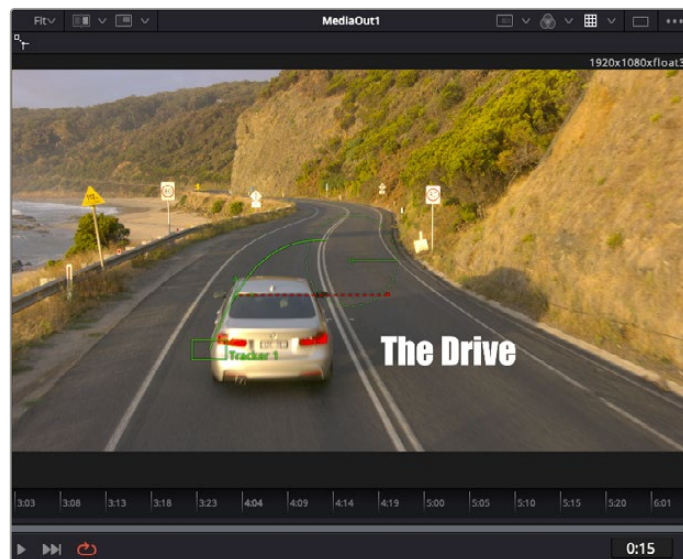 Fit MediaOut1
1920x1080xfloat3
Tracker 1
The Drive
3:03 3:08 3:13 3:18 3:23 4:04 4:09 4:14 4:19 5:00 5:05 5:10 5:15 5:20 6:01
0:15